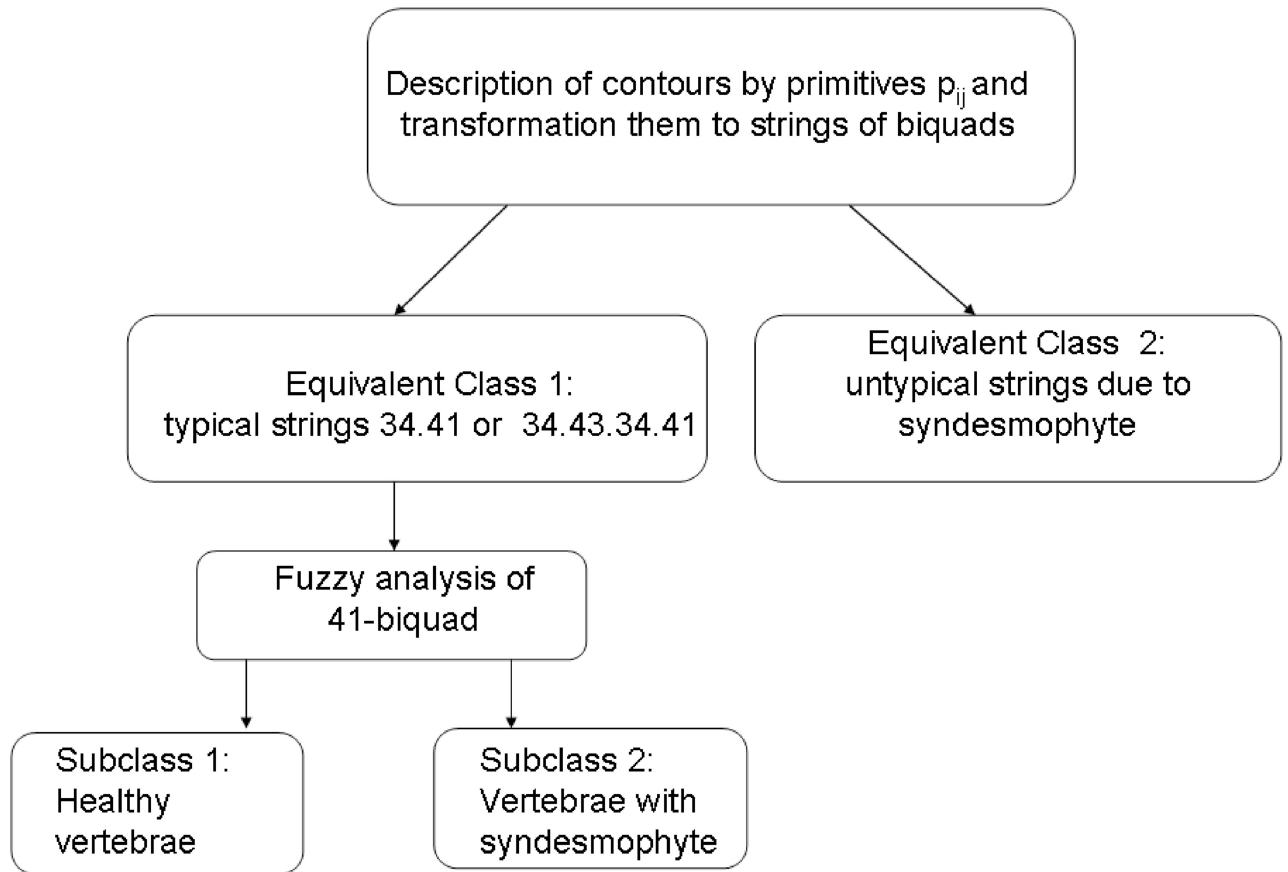 Description of contours by primitives pij and
transformation them to strings of biquads
Equivalent Class 1:
typical strings 34.41 or 34.43.34.41
Equivalent Class 2:
untypical strings due to
syndesmophyte
Fuzzy analysis of
41-biquad
Subclass 1:
Healthy
vertebrae
Subclass 2:
Vertebrae with
syndesmophyte